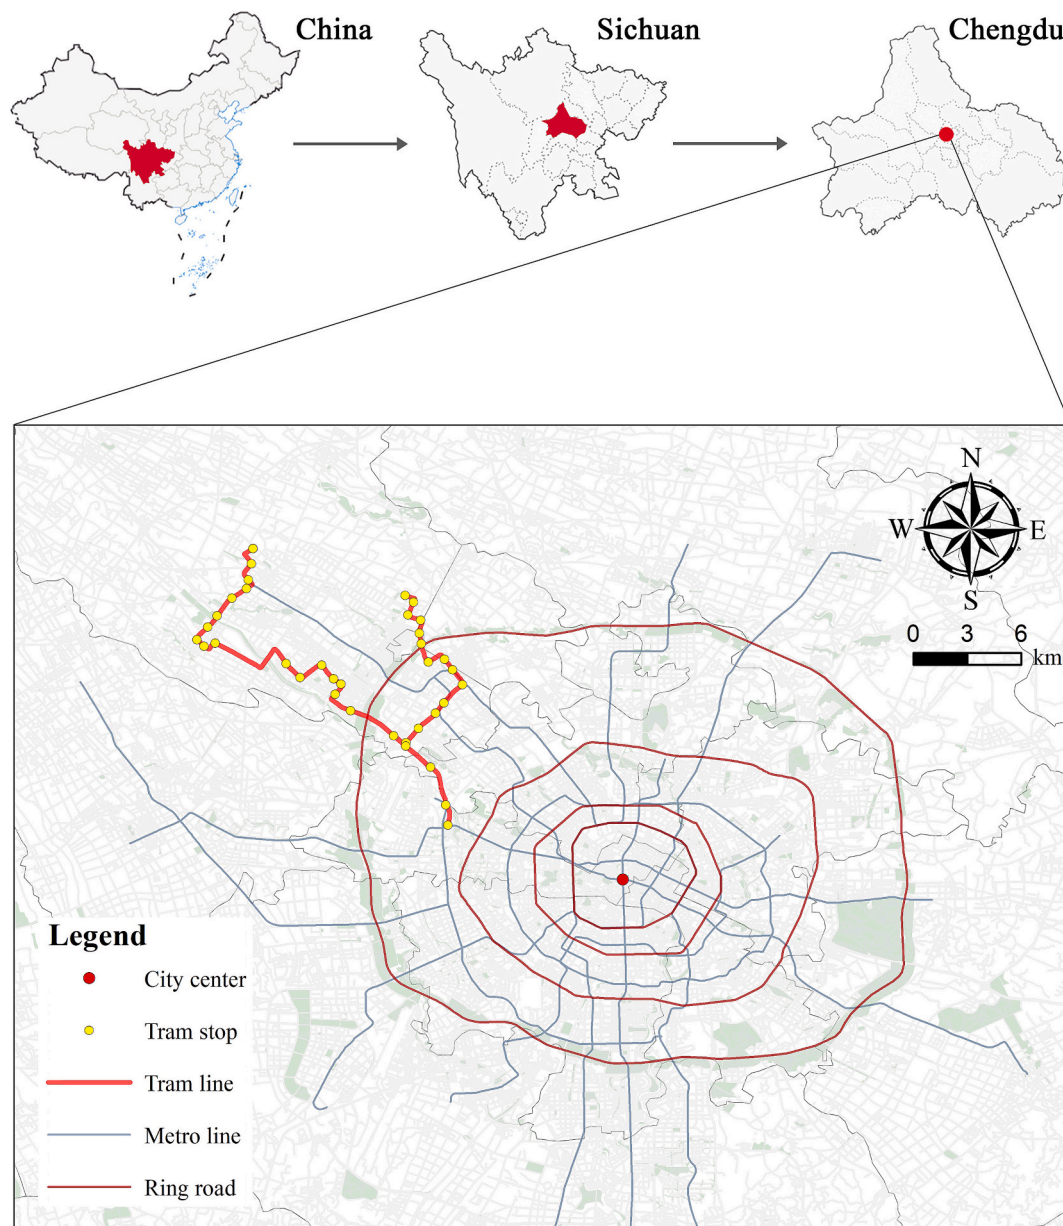 China
Sichuan
Chengdu
N
W
E
S
0 3 6
km
Legend
City center
Tram stop
Tram line
Metro line
Ring road